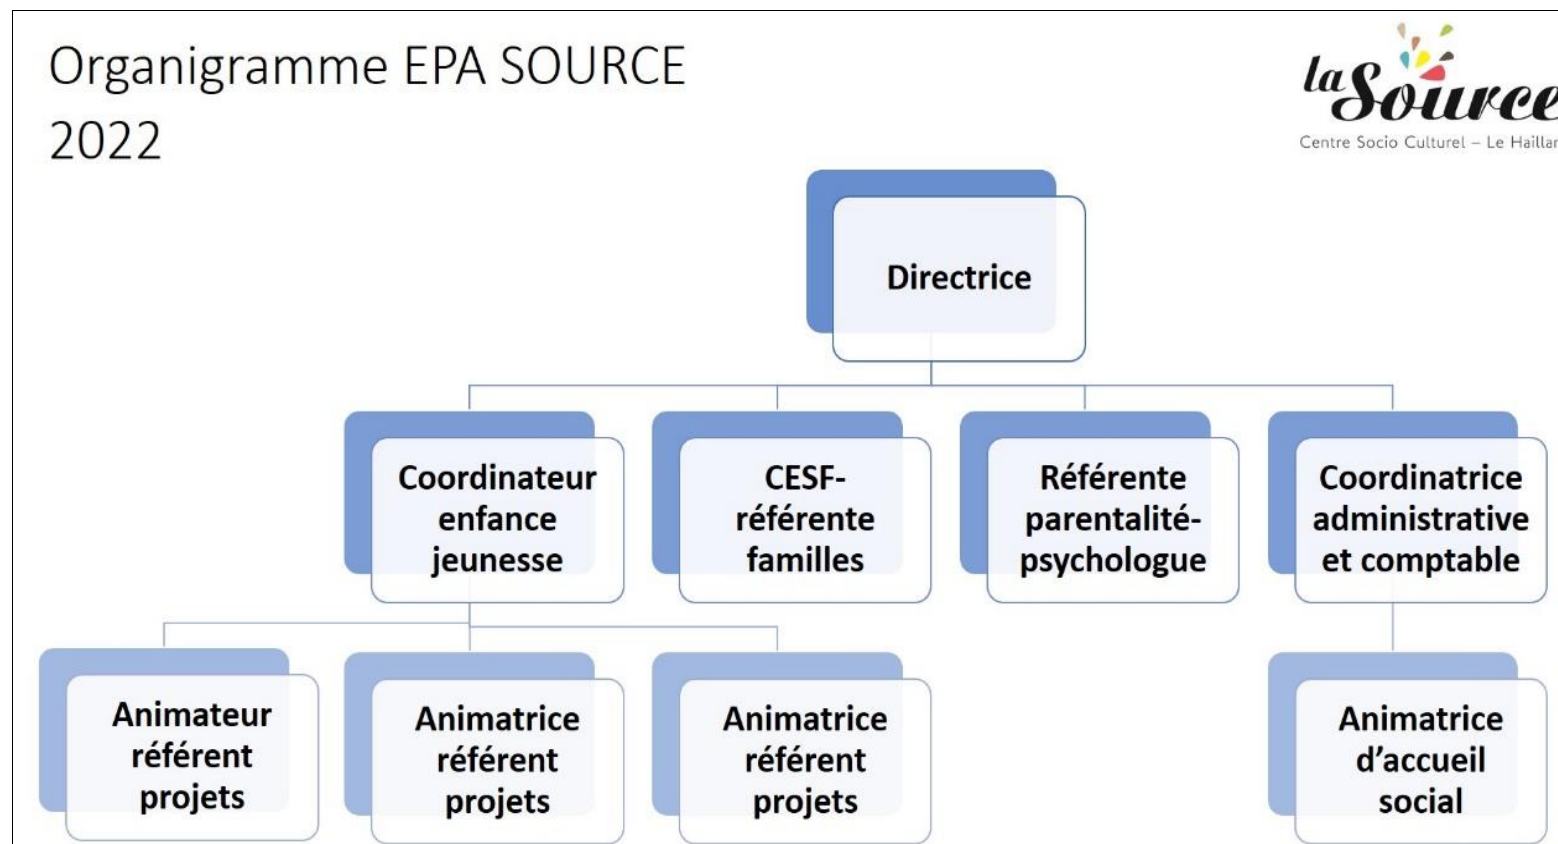 Organigramme EPA SOURCE
2022
la Source
Centre Socio Culturel – Le Haillan
Directrice
Coordinateur
enfance
jeunesse
CESF-
référente
familles
Référente
parentalité-
psychologue
Coordinatrice
administrative
et comptable
Animateur
référent
projets
Animatrice
référent
projets
Animatrice
référent
projets
Animatrice
d'accueil
social